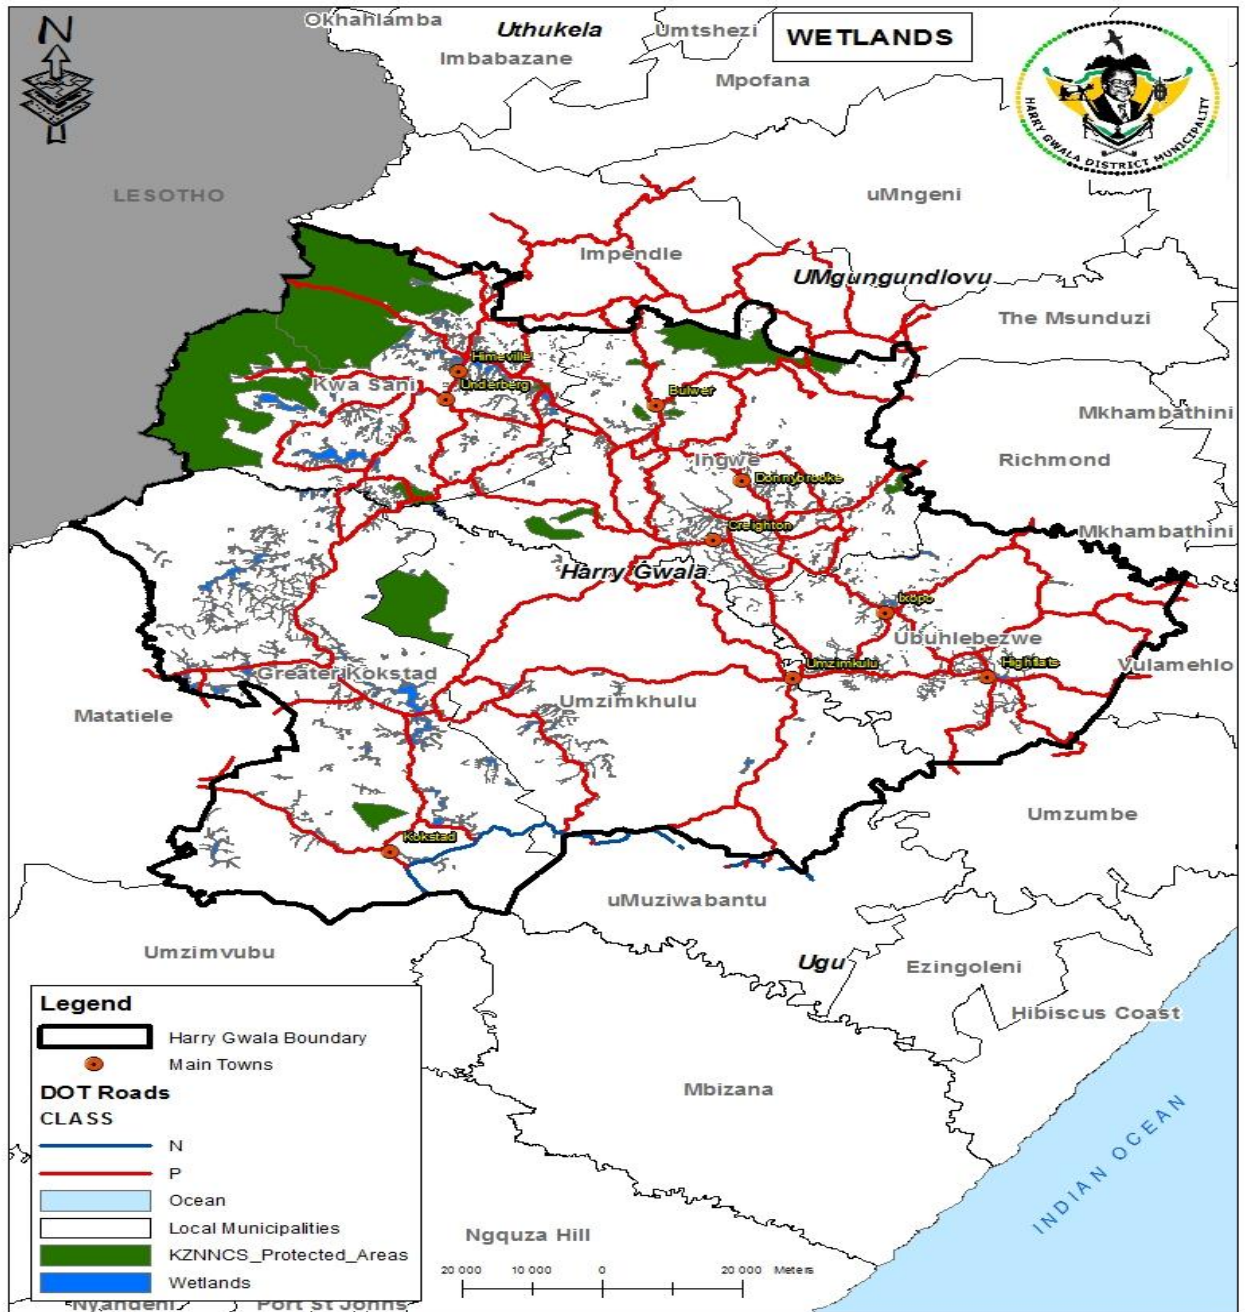 Okhahlamba
Uthukela
Umtshezi
WETLANDS
N
Imbabazane
Mpofana
HARRY GWALA DISTRICT MUNICIPALITY
LESOTHO
uMngeni
Impendle
UMgungundlovu
The Msunduzi
Himeville
Kwa Sani
Underberg
Bulwer
Mkhambathini
Ingwe
Richmond
Donnybrooke
Creighton
Mkhambathini
Harry Gwala
Ixopo
Ubuhlebezwe
Highflats
Vulamehlo
Greater Kokstad
Umzimkulu
Umzimkhulu
Matatiele
Umzumbe
Kokstad
uMuziwabantu
Umzimvubu
Ugu
Ezingoleni
Hibiscus Coast
Mbizana
INDIAN OCEAN
Ngquza Hill
Legend
Harry Gwala Boundary
Main Towns
DOT Roads
CLASS
N
P
Ocean
Local Municipalities
KZNNCS_Protected_Areas
Wetlands
20 000 10 000 0 20 000 Meters
Nyandeni
Port St Johns